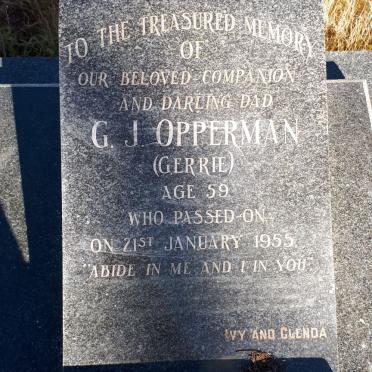 TO THE TREASURED MEMORY
OF
OUR BELOVED COMPANION
AND DARLING DAD
G. J. OPPERMAN
(GERRIE)
AGE 59
WHO PASSED-ON
ON 21ST JANUARY 1955.
"ABIDE IN ME AND I IN YOU".
IVY AND GLENDA